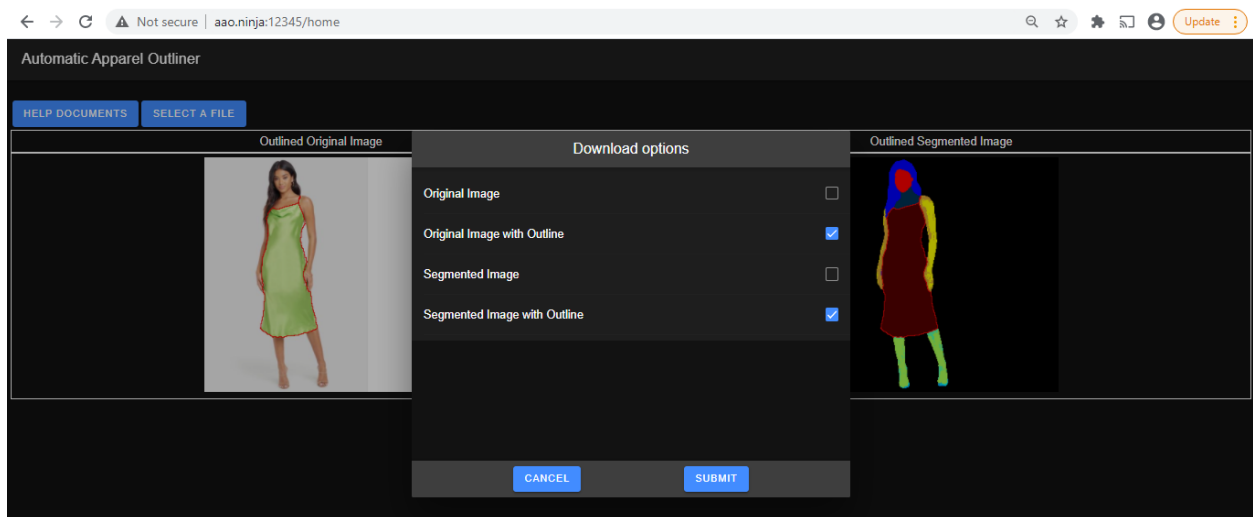 Not secure | aao.ninja:12345/home Update
Automatic Apparel Outliner
HELP DOCUMENTS SELECT A FILE
Outlined Original Image Outlined Segmented Image
Download options
Original Image
Original Image with Outline
Segmented Image
Segmented Image with Outline
CANCEL SUBMIT